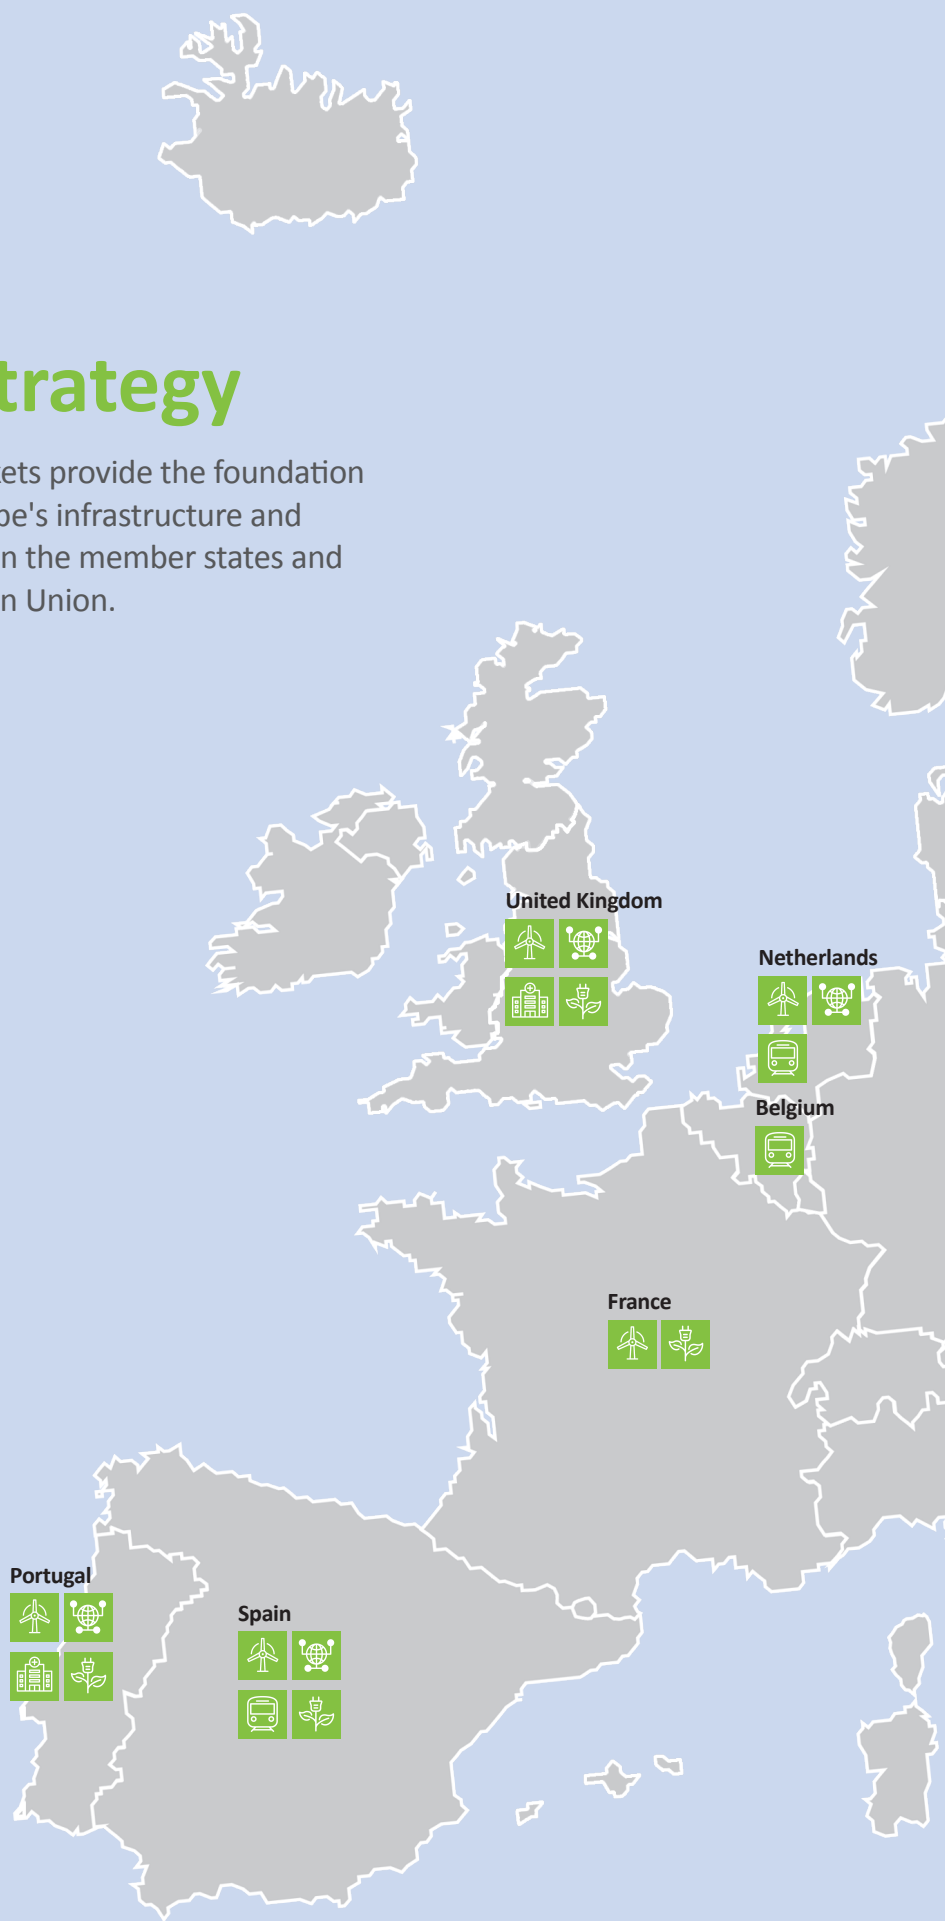 trategy
ets provide the foundation
pe's infrastructure and
n the member states and
n Union.
United Kingdom
Netherlands
Belgium
France
Portugal
Spain